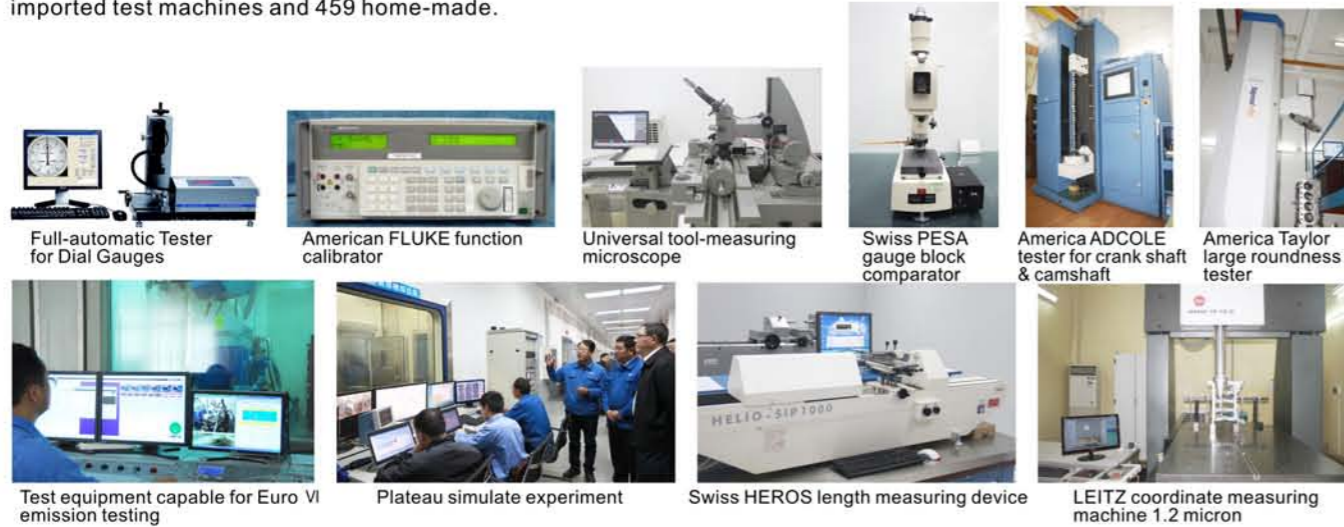 imported test machines and 459 home-made.
Full-automatic Tester
for Dial Gauges
American FLUKE function
calibrator
Universal tool-measuring
microscope
Swiss PESA
gauge block
comparator
America ADCOLE
tester for crank shaft
& camshaft
America Taylor
large roundness
tester
HELIO-SIP1000
Test equipment capable for Euro Ⅵ
emission testing
Plateau simulate experiment
Swiss HEROS length measuring device
LEITZ coordinate measuring
machine 1.2 micron